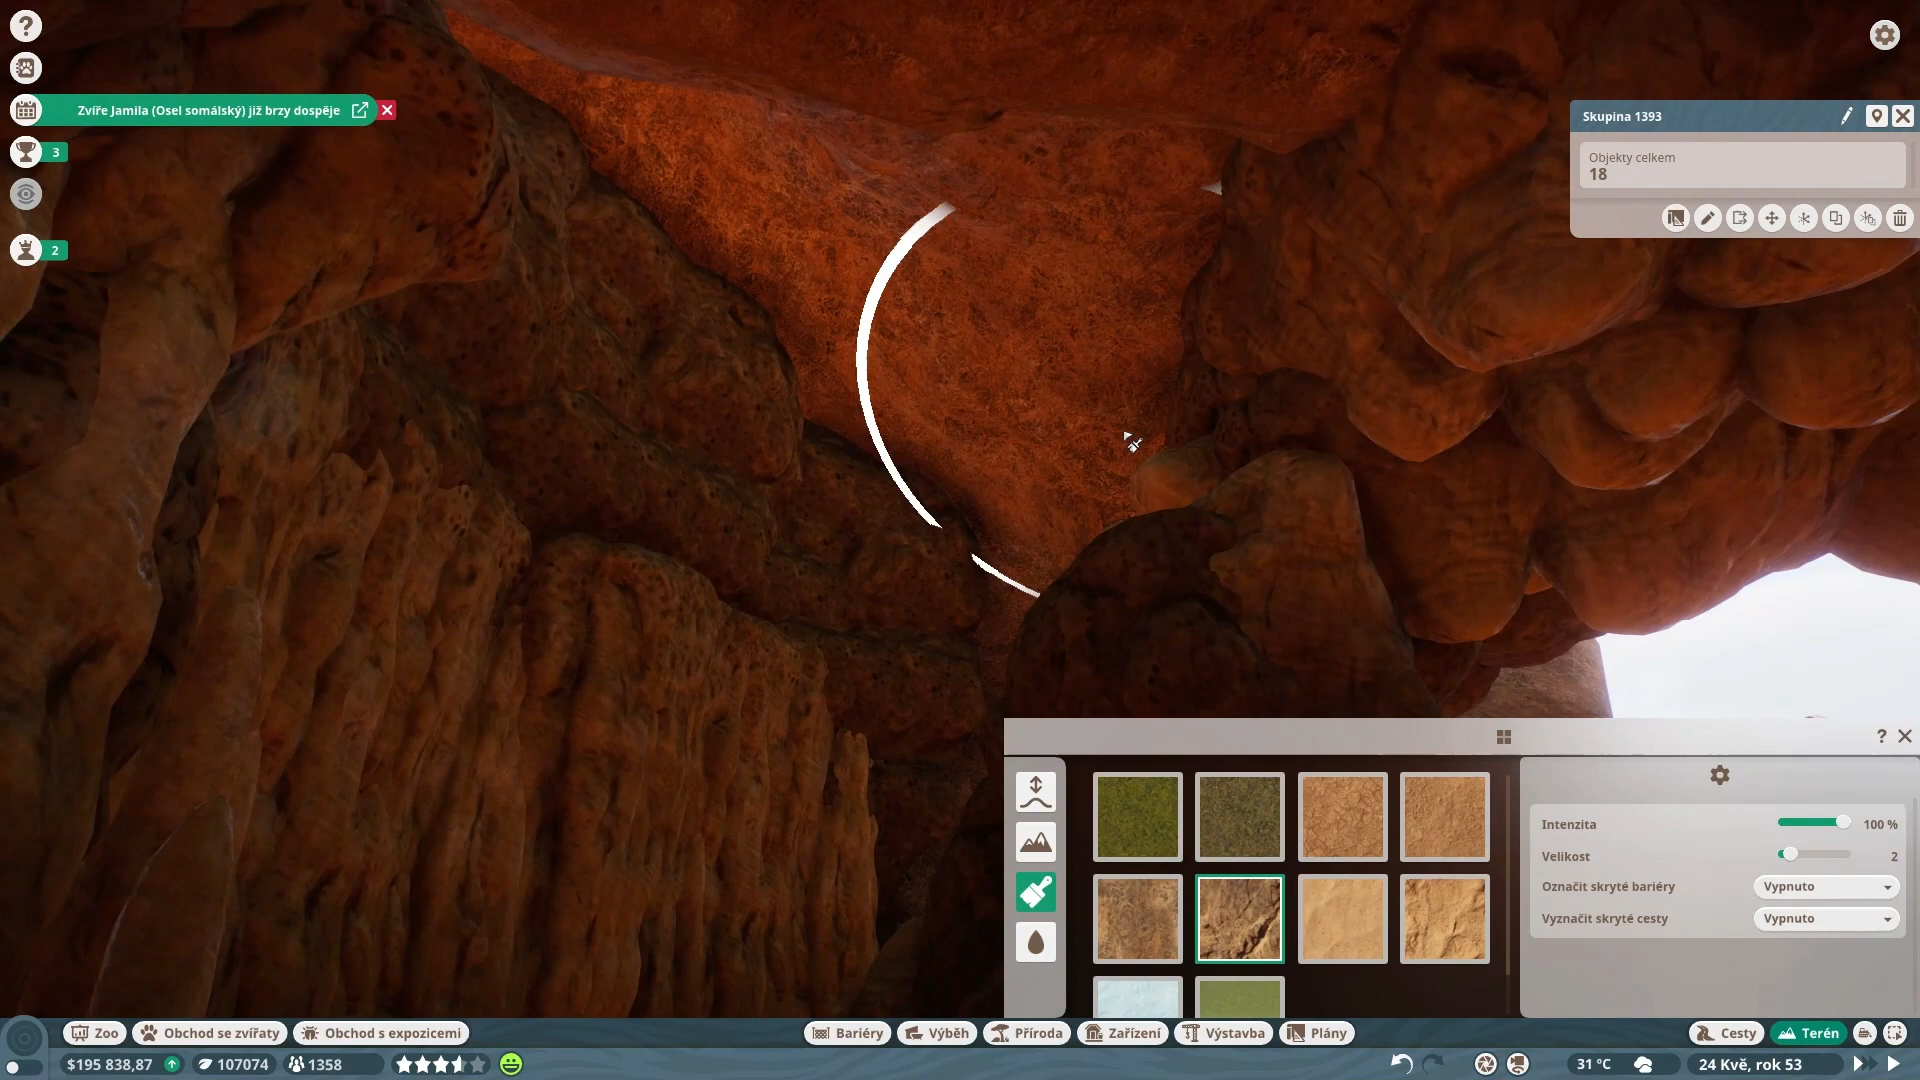 ?
Zvíře Jamila (Osel somálský) již brzy dospěje
3
2
Skupina 1393
Objekty celkem
18
?
Intenzita 100 %
Velikost 2
Označit skryté bariéry Vypnuto
Vyznačit skryté cesty Vypnuto
Zoo Obchod se zvířaty Obchod s expozicemi Bariéry Výběh Příroda Zařízení Výstavba Plány Cesty Terén
$195 838,87 107074 1358 31 °C 24 Kvě, rok 53